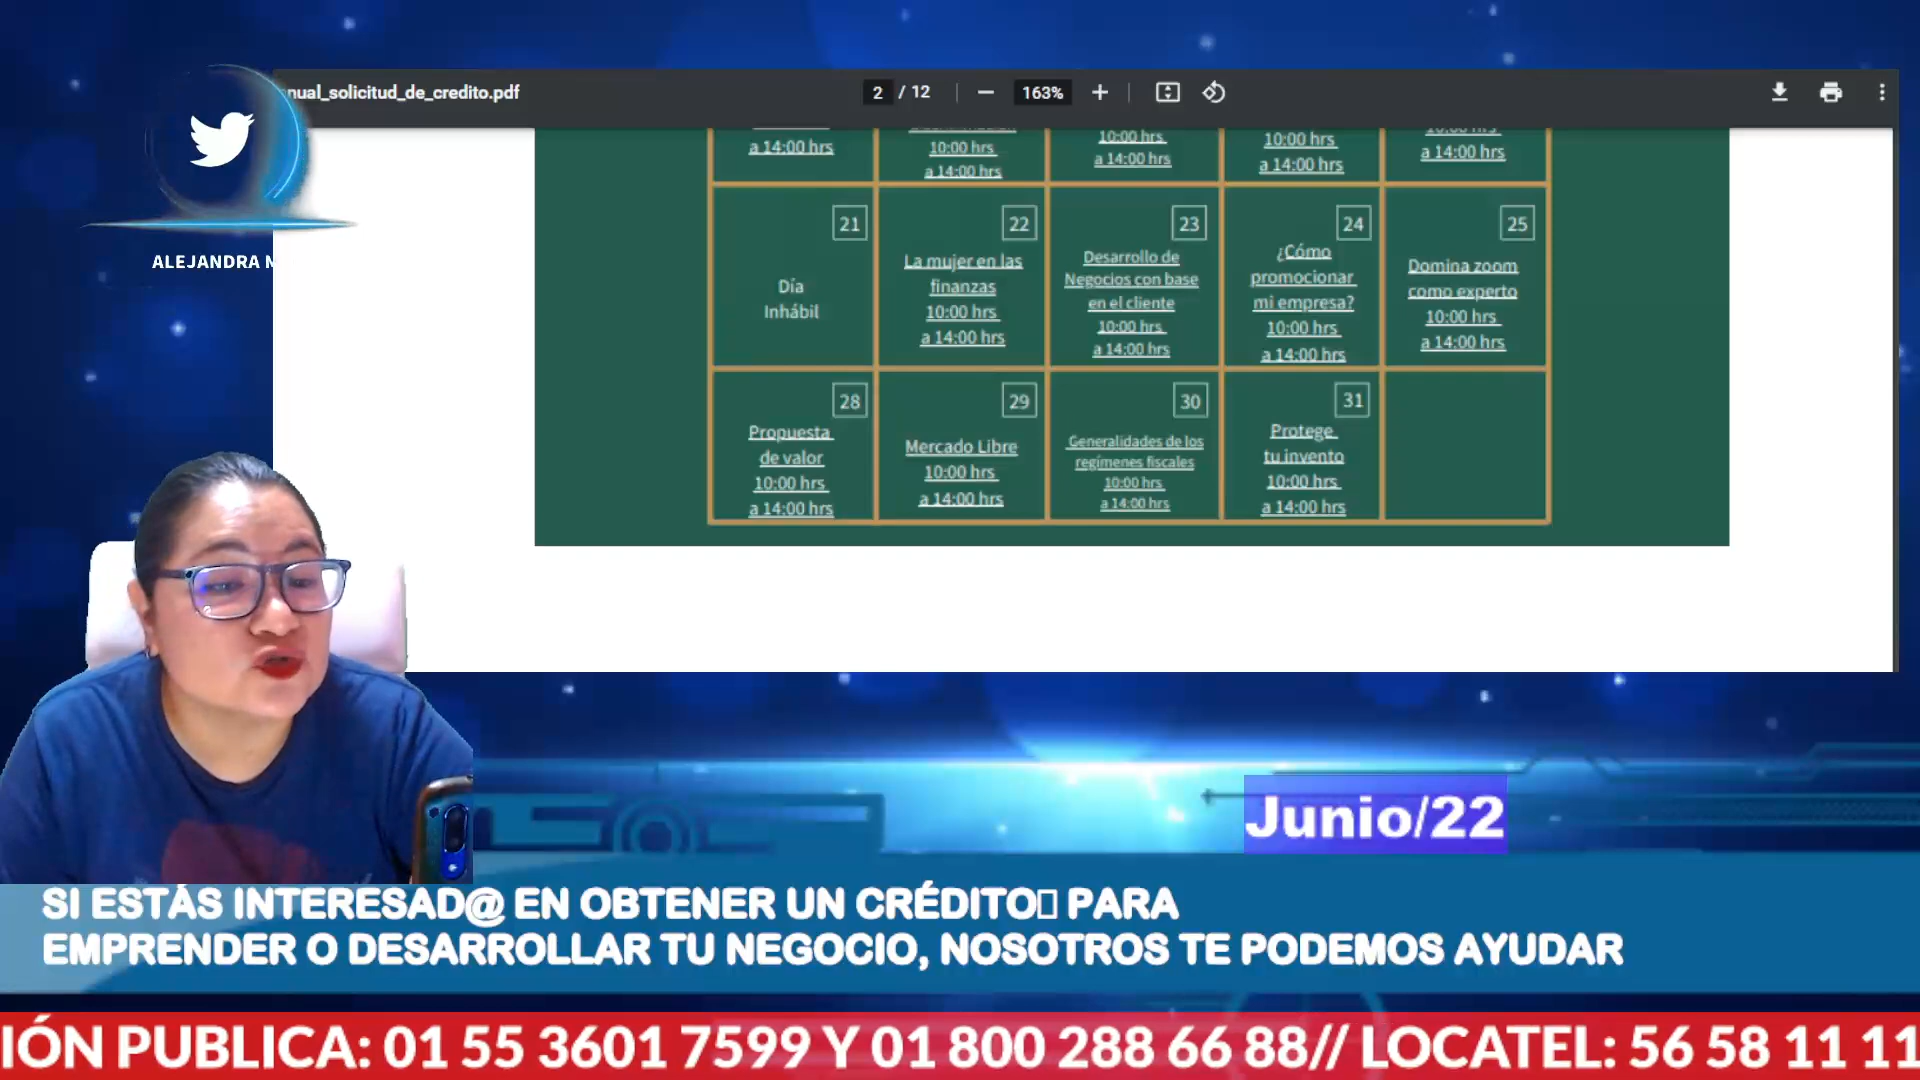 nual_solicitud_de_credito.pdf
2 / 12
163%
ALEJANDRA M
a 14:00 hrs
10:00 hrs
a 14:00 hrs
10:00 hrs
a 14:00 hrs
10:00 hrs
a 14:00 hrs
10:00 hrs
a 14:00 hrs
21
Día
Inhábil
22
La mujer en las
finanzas
10:00 hrs
a 14:00 hrs
23
Desarrollo de
Negocios con base
en el cliente
10:00 hrs
a 14:00 hrs
24
¿Cómo
promocionar
mi empresa?
10:00 hrs
a 14:00 hrs
25
Domina zoom
como experto
10:00 hrs
a 14:00 hrs
28
Propuesta
de valor
10:00 hrs
a 14:00 hrs
29
Mercado Libre
10:00 hrs
a 14:00 hrs
30
Generalidades de los
regímenes fiscales
10:00 hrs
a 14:00 hrs
31
Protege
tu invento
10:00 hrs
a 14:00 hrs
Junio/22
SI ESTÁS INTERESAD@ EN OBTENER UN CRÉDITO PARA
EMPRENDER O DESARROLLAR TU NEGOCIO, NOSOTROS TE PODEMOS AYUDAR
IÓN PUBLICA: 01 55 3601 7599 Y 01 800 288 66 88// LOCATEL: 56 58 11 11